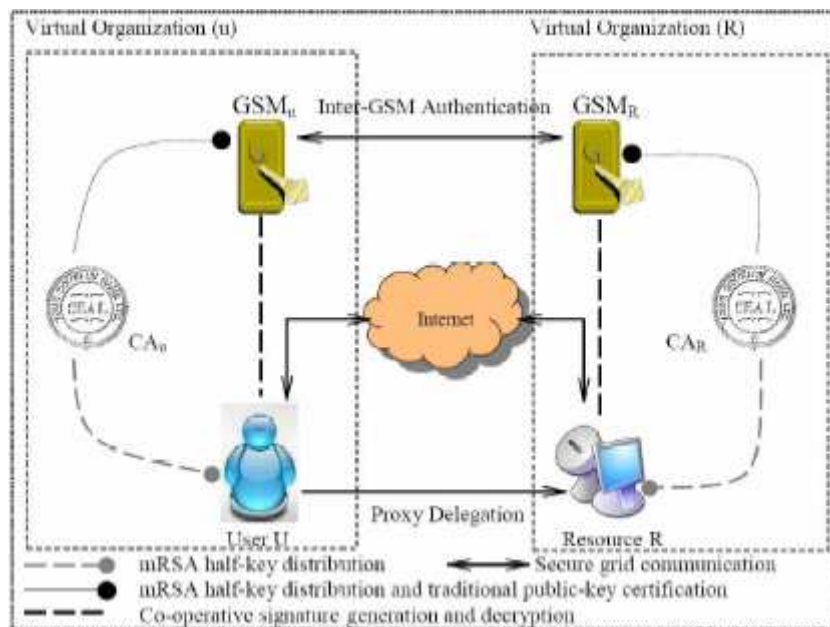 Virtual Organization (u)
Virtual Organization (R)
GSMu
Inter-GSM Authentication
GSMR
SEAL
CAu
Internet
SEAL
CAR
Proxy Delegation
User U
Resource R
mRSA half-key distribution
Secure grid communication
mRSA half-key distribution and traditional public-key certification
Co-operative signature generation and decryption